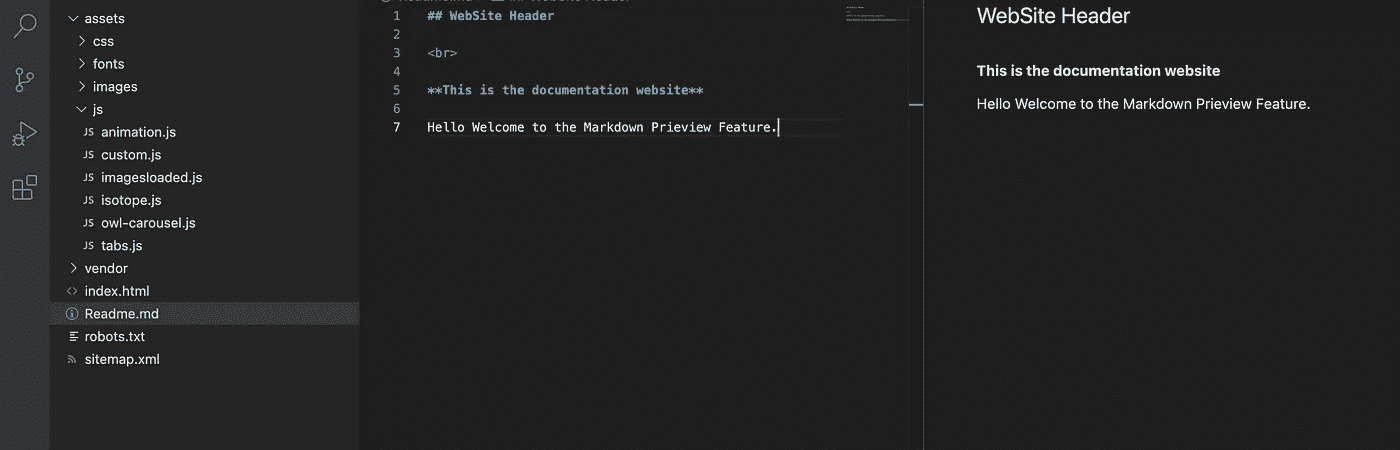 assets
css
fonts
images
js
JS animation.js
JS custom.js
JS imagesloaded.js
JS isotope.js
JS owl-carousel.js
JS tabs.js
vendor
<> index.html
Readme.md
robots.txt
sitemap.xml
1 ## WebSite Header
2
3 <br>
4
5 **This is the documentation website**
6
7 Hello Welcome to the Markdown Prieview Feature.
WebSite Header
This is the documentation website
Hello Welcome to the Markdown Prieview Feature.